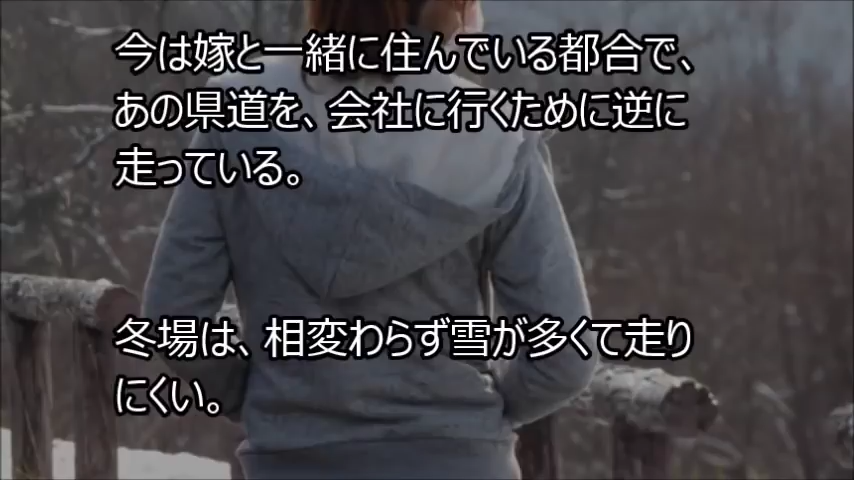 今は嫁と一緒に住んでいる都合で、
あの県道を、会社に行くために逆に
走っている。
冬場は、相変わらず雪が多くて走り
にくい。